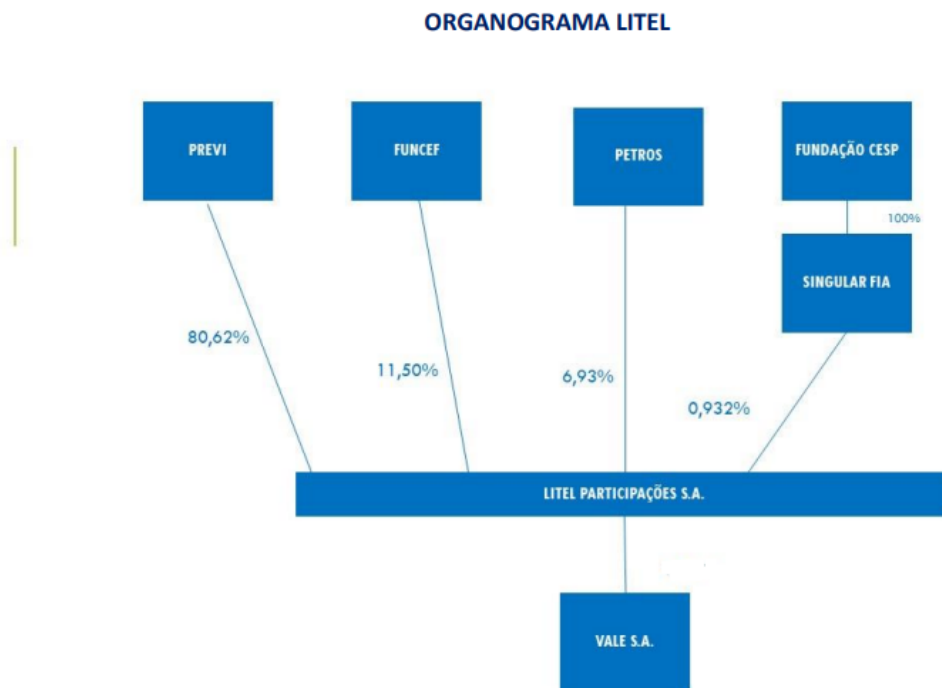 ORGANOGRAMA LITEL
PREVI
FUNCEF
PETROS
FUNDAÇÃO CESP
100%
SINGULAR FIA
80,62%
11,50%
6,93%
0,932%
LITEL PARTICIPAÇÕES S.A.
VALE S.A.